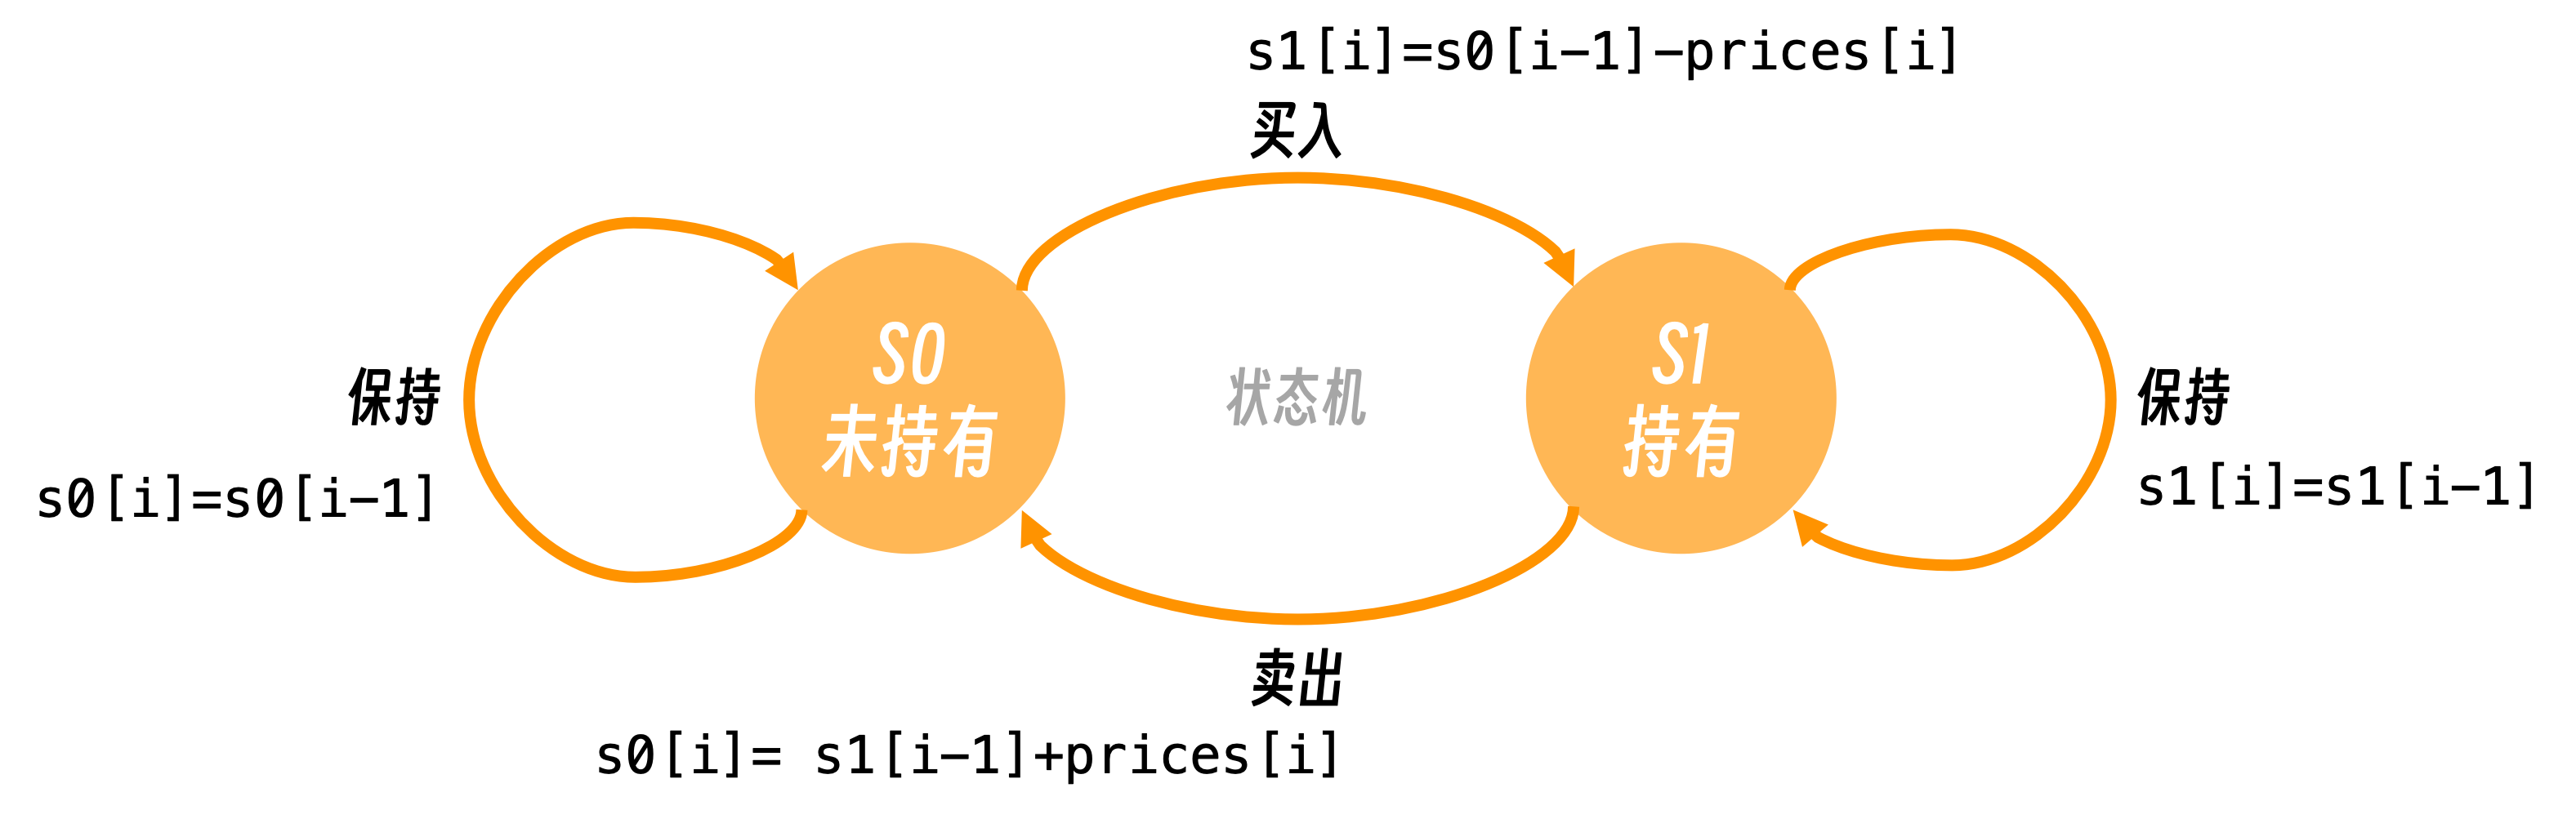 s1[i]=s0[i-1]-prices[i]
买入
S0
未持有
状态机
S1
持有
保持
s0[i]=s0[i-1]
保持
s1[i]=s1[i-1]
卖出
s0[i]= s1[i-1]+prices[i]